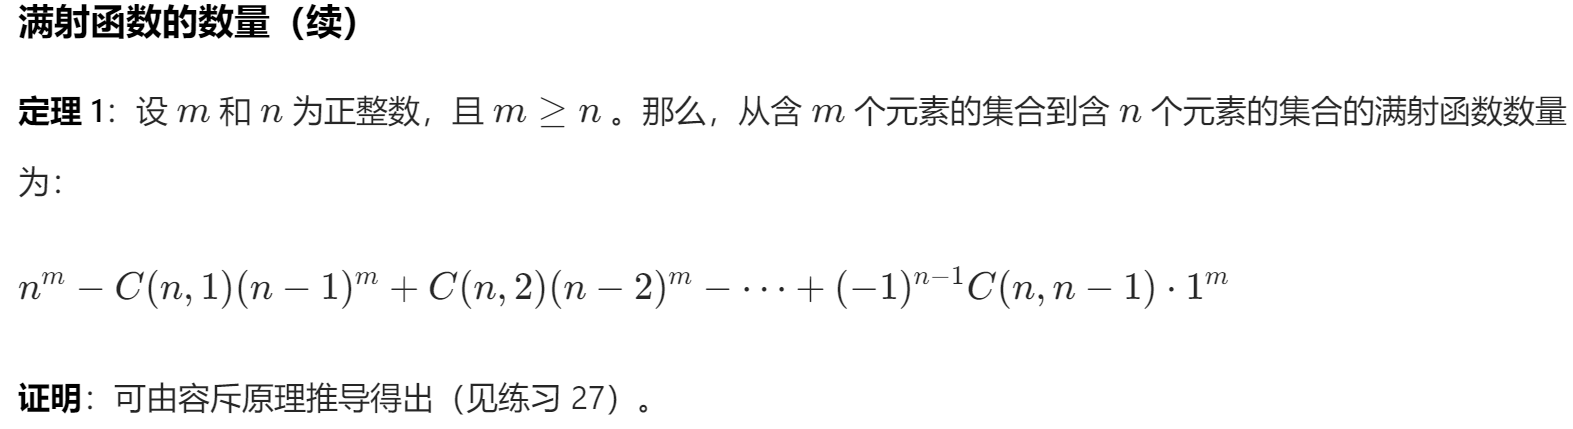 满射函数的数量（续）
定理 1：设 m 和 n 为正整数，且 m ≥ n 。那么，从含 m 个元素的集合到含 n 个元素的集合的满射函数数量
为：
n^m − C(n,1)(n − 1)^m + C(n,2)(n − 2)^m − ⋯ + (−1)^{n−1}C(n,n − 1) · 1^m
证明：可由容斥原理推导得出（见练习 27）。